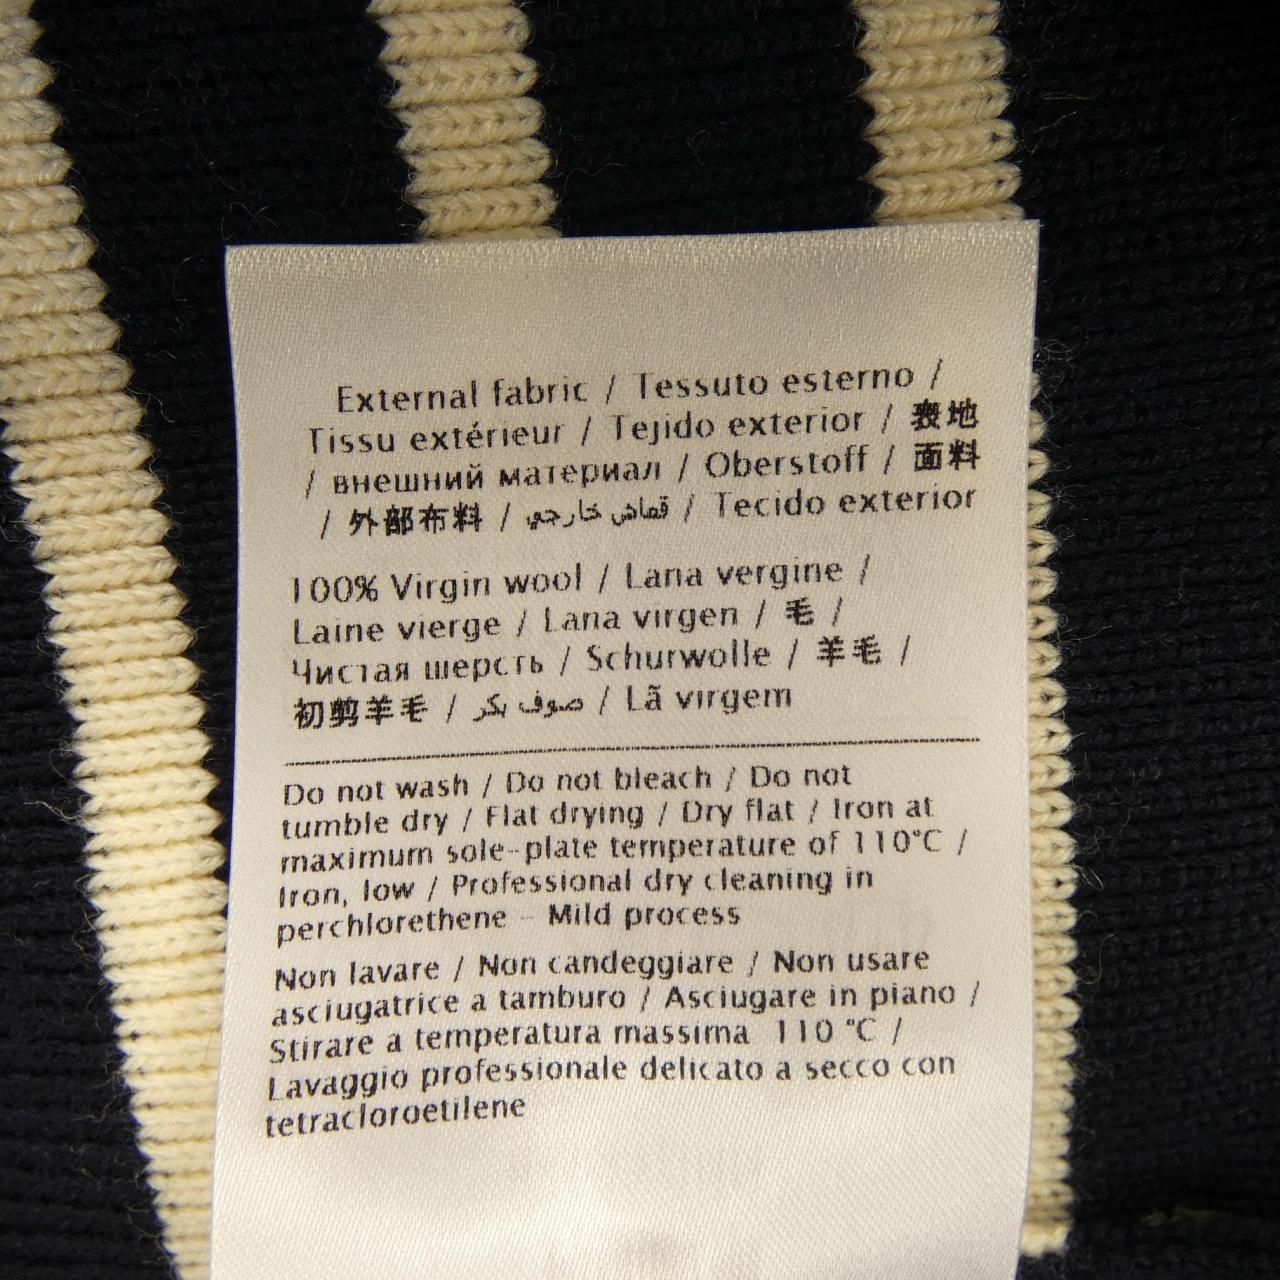 External fabric / Tessuto esterno /
Tissu extérieur / Tejido exterior / 表地
/ внешний материал / Oberstoff / 面料
/ 外部布料 / قماش خارجي / Tecido exterior
100% Virgin wool / Lana vergine /
Laine vierge / Lana virgen / 毛 /
Чистая шерсть / Schurwolle / 羊毛 /
初剪羊毛 / صوف بكر / Lã virgem
Do not wash / Do not bleach / Do not
tumble dry / Flat drying / Dry flat / Iron at
maximum sole-plate temperature of 110°C /
Iron, low / Professional dry cleaning in
perchlorethene - Mild process
Non lavare / Non candeggiare / Non usare
asciugatrice a tamburo / Asciugare in piano /
Stirare a temperatura massima 110 °C /
Lavaggio professionale delicato a secco con
tetracloroetilene